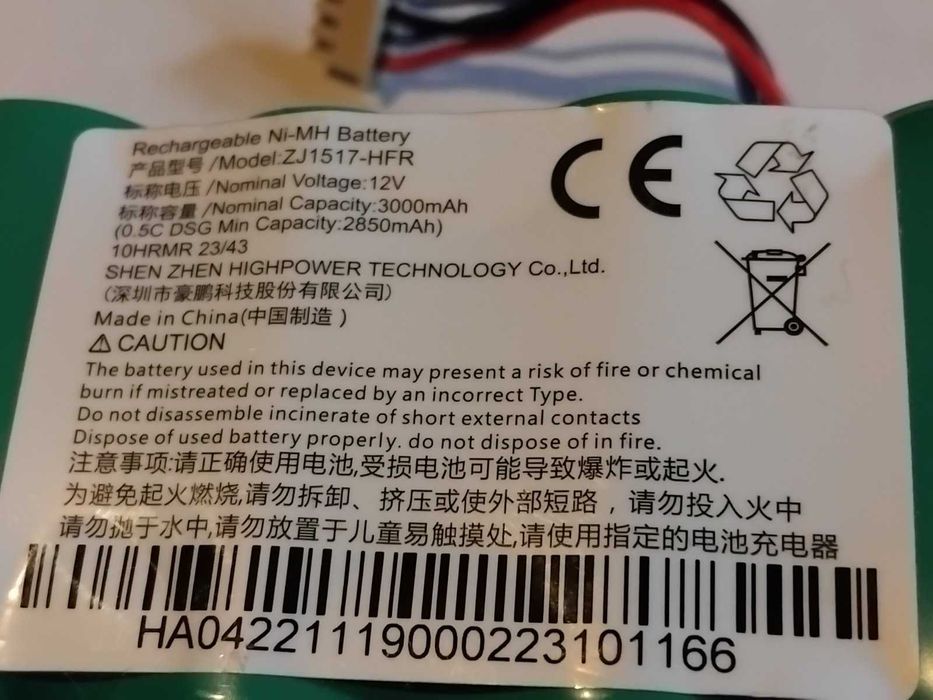 Rechargeable Ni-MH Battery
产品型号 /Model:ZJ1517-HFR
标称电压 /Nominal Voltage:12V
标称容量 /Nominal Capacity:3000mAh
(0.5C DSG Min Capacity:2850mAh)
10HRMR 23/43
SHEN ZHEN HIGHPOWER TECHNOLOGY Co.,Ltd.
(深圳市豪鹏科技股份有限公司)
Made in China(中国制造 )
CAUTION
The battery used in this device may present a risk of fire or chemical
burn if mistreated or replaced by an incorrect Type.
Do not disassemble incinerate of short external contacts
Dispose of used battery properly. do not dispose of in fire.
注意事项:请正确使用电池,受损电池可能导致爆炸或起火.
为避免起火燃烧,请勿拆卸、挤压或使外部短路，请勿投入火中
请勿抛于水中,请勿放置于儿童易触摸处,请使用指定的电池充电器
HA04221119000223101166
CE